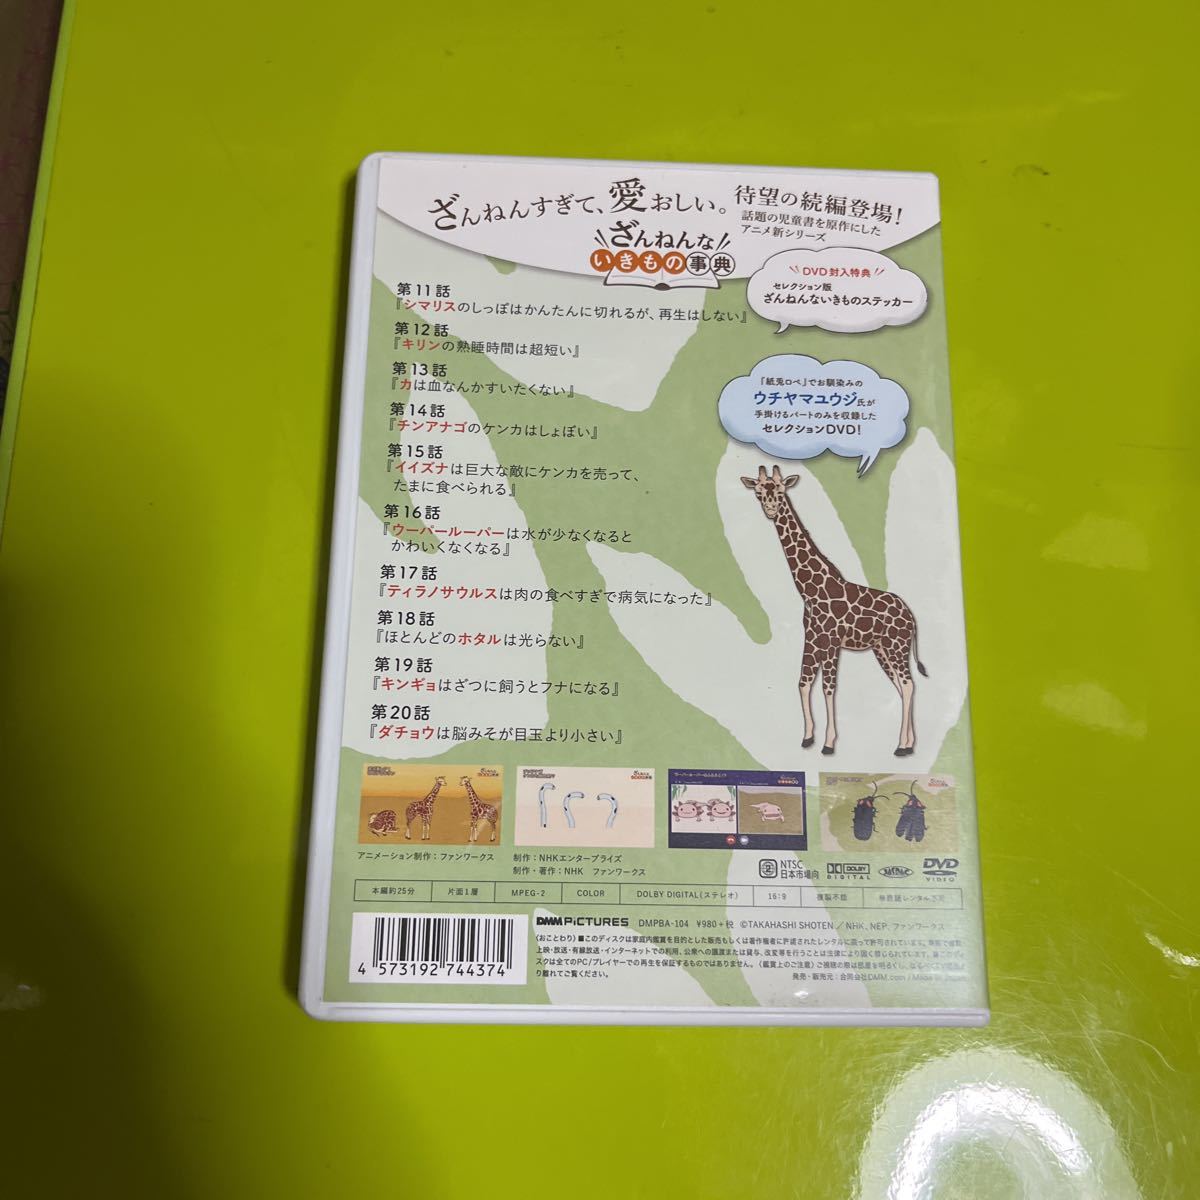 ざんねんすぎて、愛おしい。
待望の続編登場!
話題の児童書を原作にした
アニメ新シリーズ
ざんねんな
いきもの事典
DVD封入特典
セレクション版
ざんねんないきものステッカー
第11話
『シマリスのしっぽはかんたんに切れるが、再生はしない』
第12話
『キリンの熟睡時間は超短い』
第13話
『カは血なんかすいたくない』
第14話
『チンアナゴのケンカはしょぼい』
第15話
『イイズナは巨大な敵にケンカを売って、
たまに食べられる』
第16話
『ウーパールーパーは水が少なくなると
かわいくなくなる』
第17話
『ティラノサウルスは肉の食べすぎで病気になった』
第18話
『ほとんどのホタルは光らない』
第19話
『キンギョはざつに飼うとフナになる』
第20話
『ダチョウは脳みそが目玉より小さい』
「紙兎ロペ」でお馴染みの
ウチヤマユウジ氏が
手掛けるパートのみを収録した
セレクションDVD!
アニメーション制作:ファンワークス
制作:NHKエンタープライズ
制作・著作:NHK ファンワークス
2
NTSC
日本市場向
DOLBY
DIGITAL
DVD
VIDEO
本編約25分 片面1層 MPEG-2 COLOR DOLBY DIGITAL(ステレオ) 16:9 複製不能
DMM PICTURES DMPBA-104 ¥980+税 ©TAKAHASHI SHOTEN/NHK, NEP, ファンワークス
4 573192 744374
発売・販売元:合同会社DMM.com / Made in Japan